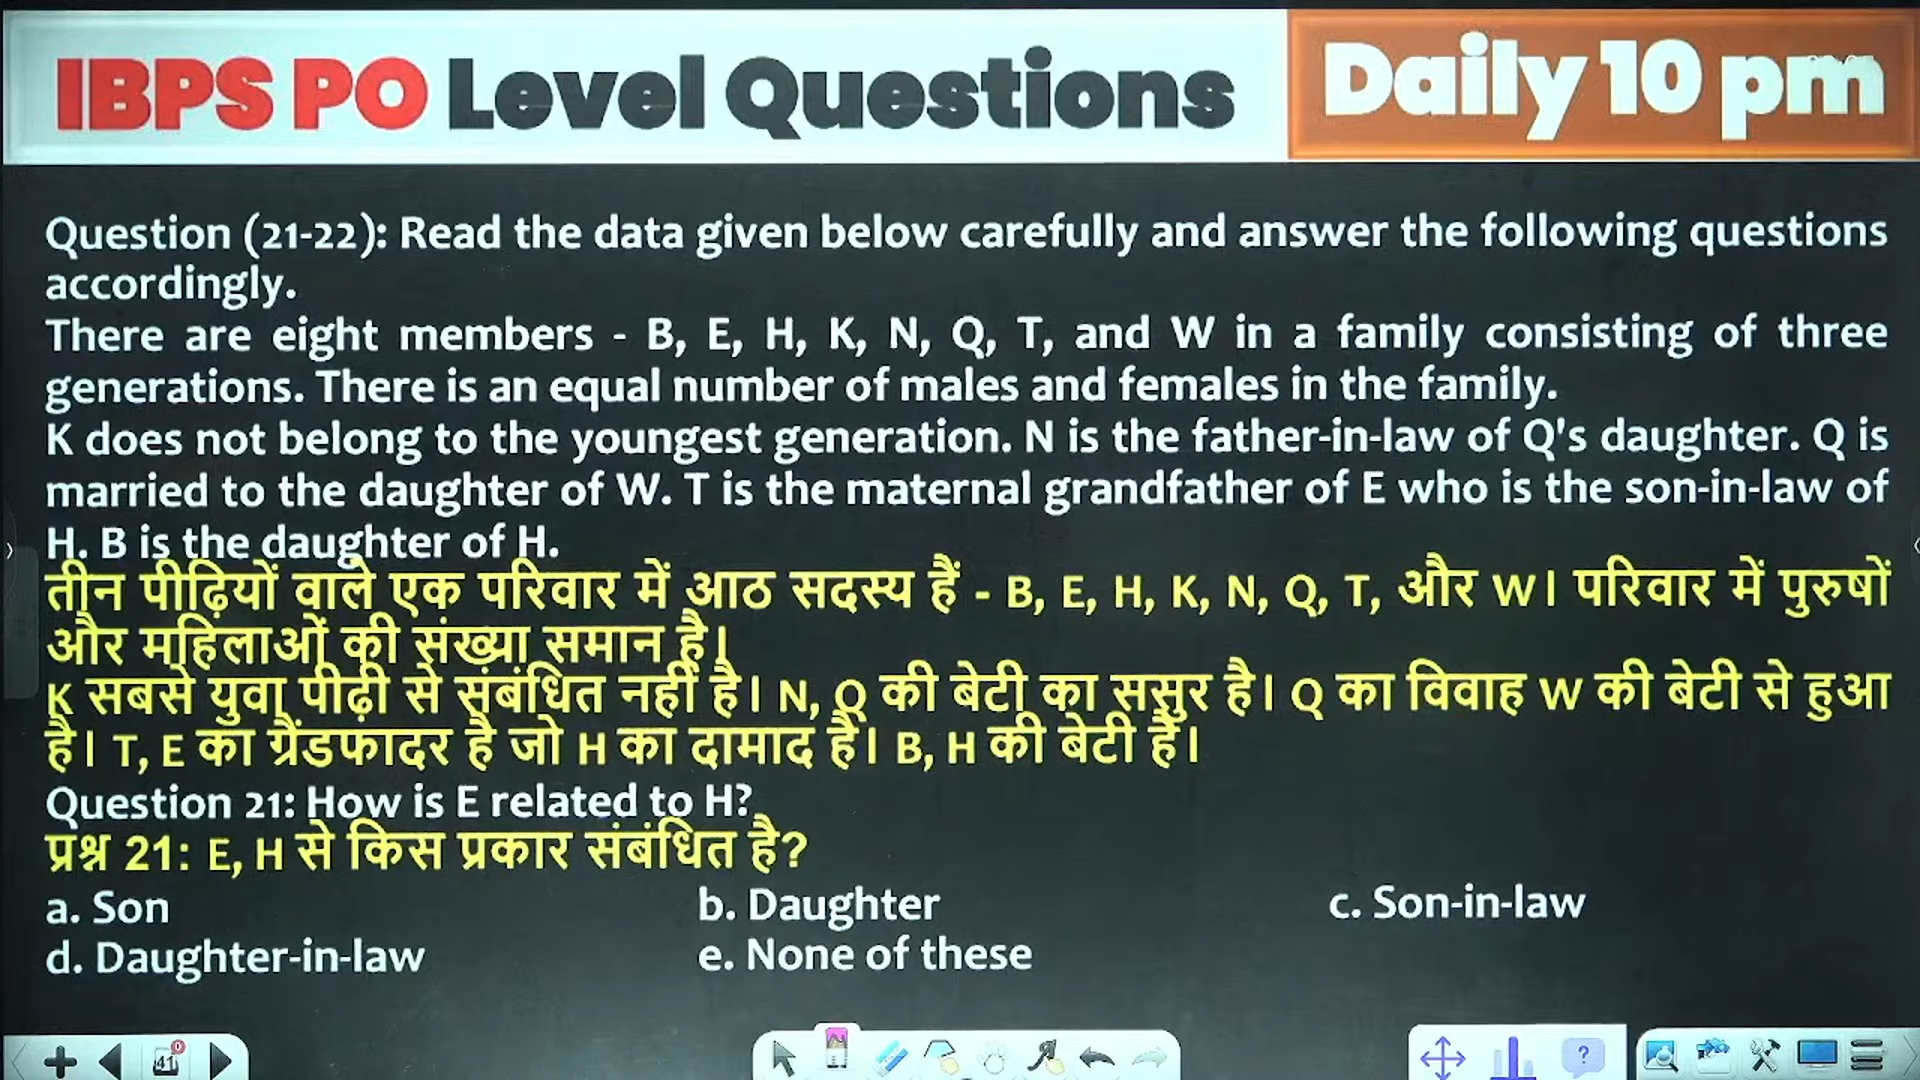 IBPS PO Level Questions
Daily 10 pm
Question (21-22): Read the data given below carefully and answer the following questions
accordingly.
There are eight members - B, E, H, K, N, Q, T, and W in a family consisting of three
generations. There is an equal number of males and females in the family.
K does not belong to the youngest generation. N is the father-in-law of Q's daughter. Q is
married to the daughter of W. T is the maternal grandfather of E who is the son-in-law of
H. B is the daughter of H.
तीन पीढ़ियों वाले एक परिवार में आठ सदस्य हैं - B, E, H, K, N, Q, T, और W। परिवार में पुरुषों
और महिलाओं की संख्या समान है।
K सबसे युवा पीढ़ी से संबंधित नहीं है। N, Q की बेटी का ससुर है। Q का विवाह W की बेटी से हुआ
है। T, E का ग्रैंडफादर है जो H का दामाद है। B, H की बेटी है।
Question 21: How is E related to H?
प्रश्न 21: E, H से किस प्रकार संबंधित है?
a. Son b. Daughter c. Son-in-law
d. Daughter-in-law e. None of these
41 0
?